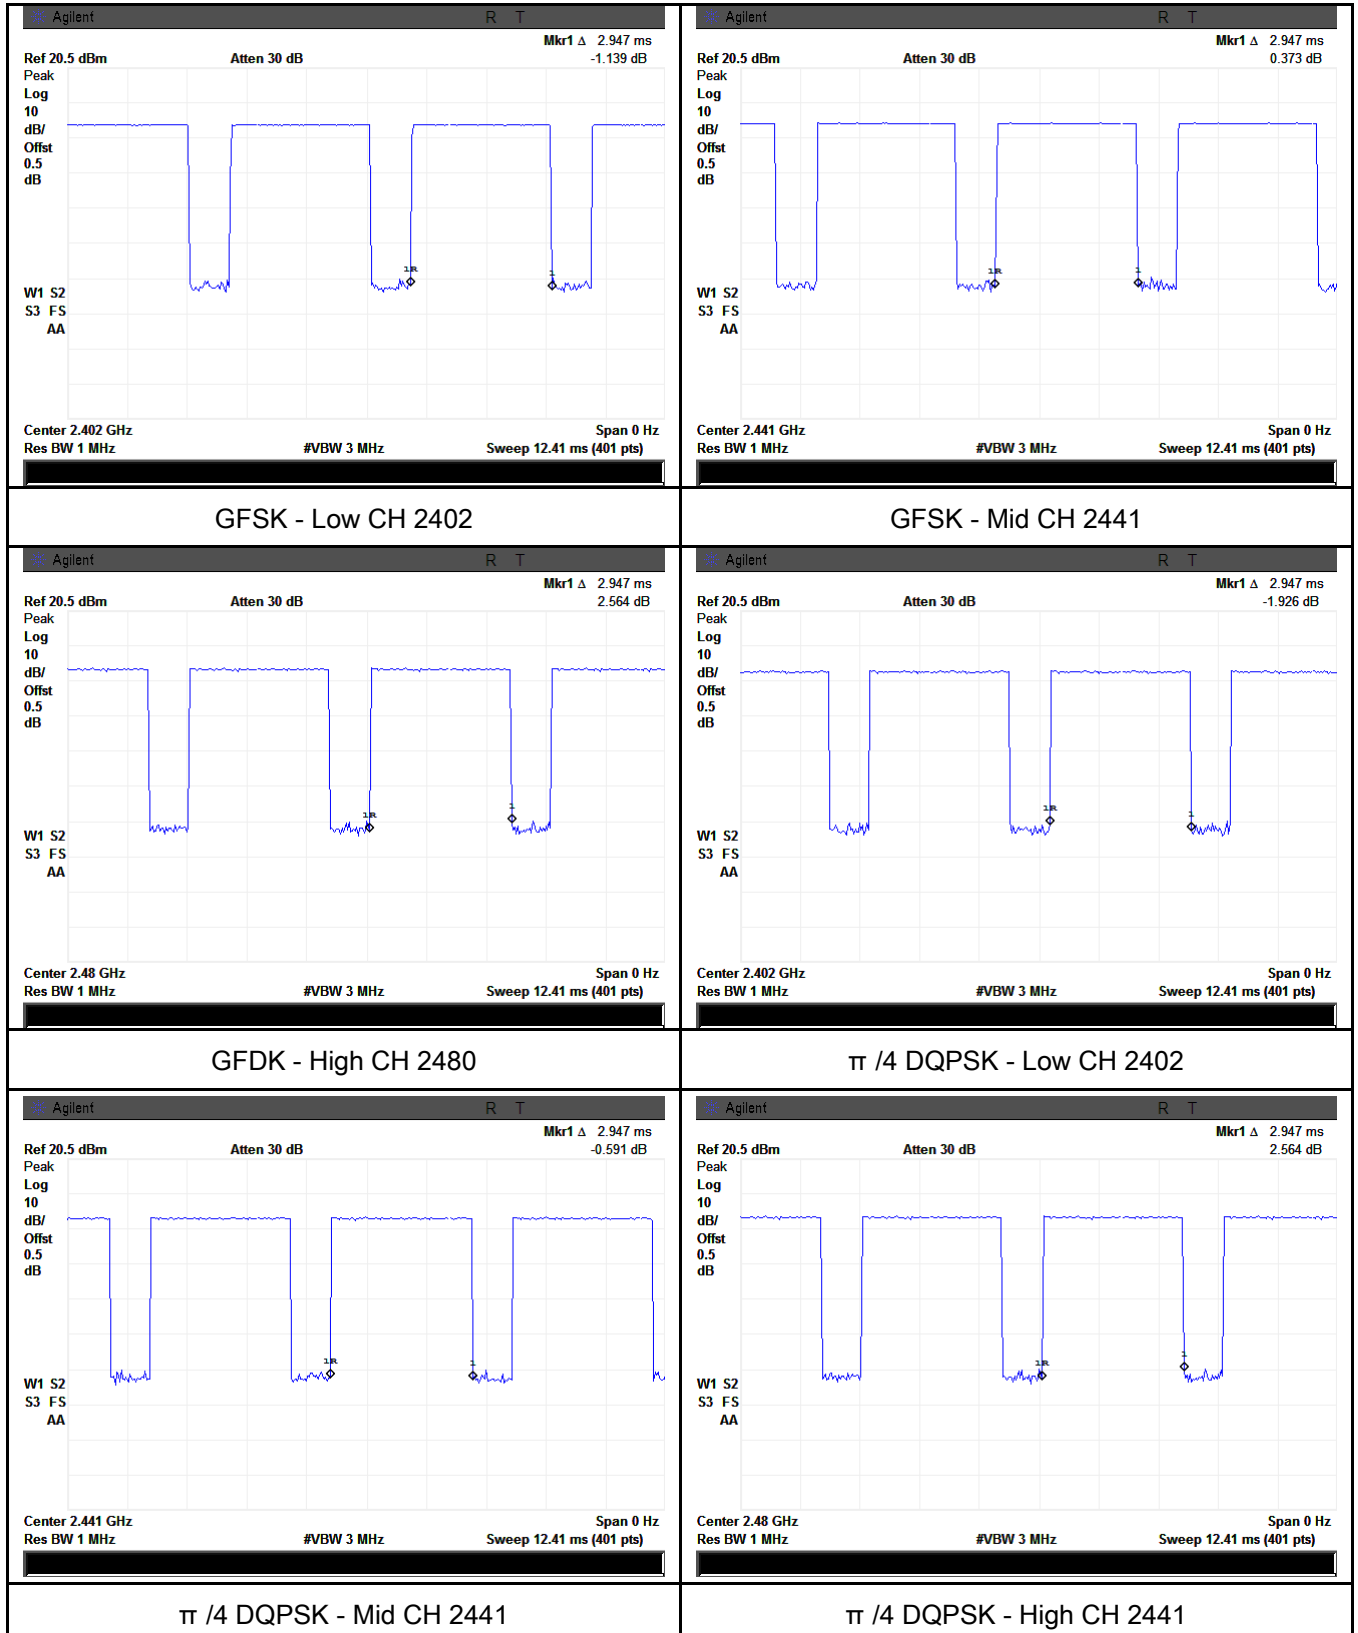 Agilent R T
Mkr1 Δ 2.947 ms
Ref 20.5 dBm Atten 30 dB -1.139 dB
Peak
Log
10
dB/
Offst
0.5
dB
1R
1
W1 S2
S3 FS
AA
Center 2.402 GHz Span 0 Hz
Res BW 1 MHz #VBW 3 MHz Sweep 12.41 ms (401 pts)
GFSK - Low CH 2402
Agilent R T
Mkr1 Δ 2.947 ms
Ref 20.5 dBm Atten 30 dB 0.373 dB
Peak
Log
10
dB/
Offst
0.5
dB
1R
1
W1 S2
S3 FS
AA
Center 2.441 GHz Span 0 Hz
Res BW 1 MHz #VBW 3 MHz Sweep 12.41 ms (401 pts)
GFSK - Mid CH 2441
Agilent R T
Mkr1 Δ 2.947 ms
Ref 20.5 dBm Atten 30 dB 2.564 dB
Peak
Log
10
dB/
Offst
0.5
dB
1R
1
W1 S2
S3 FS
AA
Center 2.48 GHz Span 0 Hz
Res BW 1 MHz #VBW 3 MHz Sweep 12.41 ms (401 pts)
GFDK - High CH 2480
Agilent R T
Mkr1 Δ 2.947 ms
Ref 20.5 dBm Atten 30 dB -1.926 dB
Peak
Log
10
dB/
Offst
0.5
dB
1R
1
W1 S2
S3 FS
AA
Center 2.402 GHz Span 0 Hz
Res BW 1 MHz #VBW 3 MHz Sweep 12.41 ms (401 pts)
π /4 DQPSK - Low CH 2402
Agilent R T
Mkr1 Δ 2.947 ms
Ref 20.5 dBm Atten 30 dB -0.591 dB
Peak
Log
10
dB/
Offst
0.5
dB
1R
1
W1 S2
S3 FS
AA
Center 2.441 GHz Span 0 Hz
Res BW 1 MHz #VBW 3 MHz Sweep 12.41 ms (401 pts)
π /4 DQPSK - Mid CH 2441
Agilent R T
Mkr1 Δ 2.947 ms
Ref 20.5 dBm Atten 30 dB 2.564 dB
Peak
Log
10
dB/
Offst
0.5
dB
1R
1
W1 S2
S3 FS
AA
Center 2.48 GHz Span 0 Hz
Res BW 1 MHz #VBW 3 MHz Sweep 12.41 ms (401 pts)
π /4 DQPSK - High CH 2441